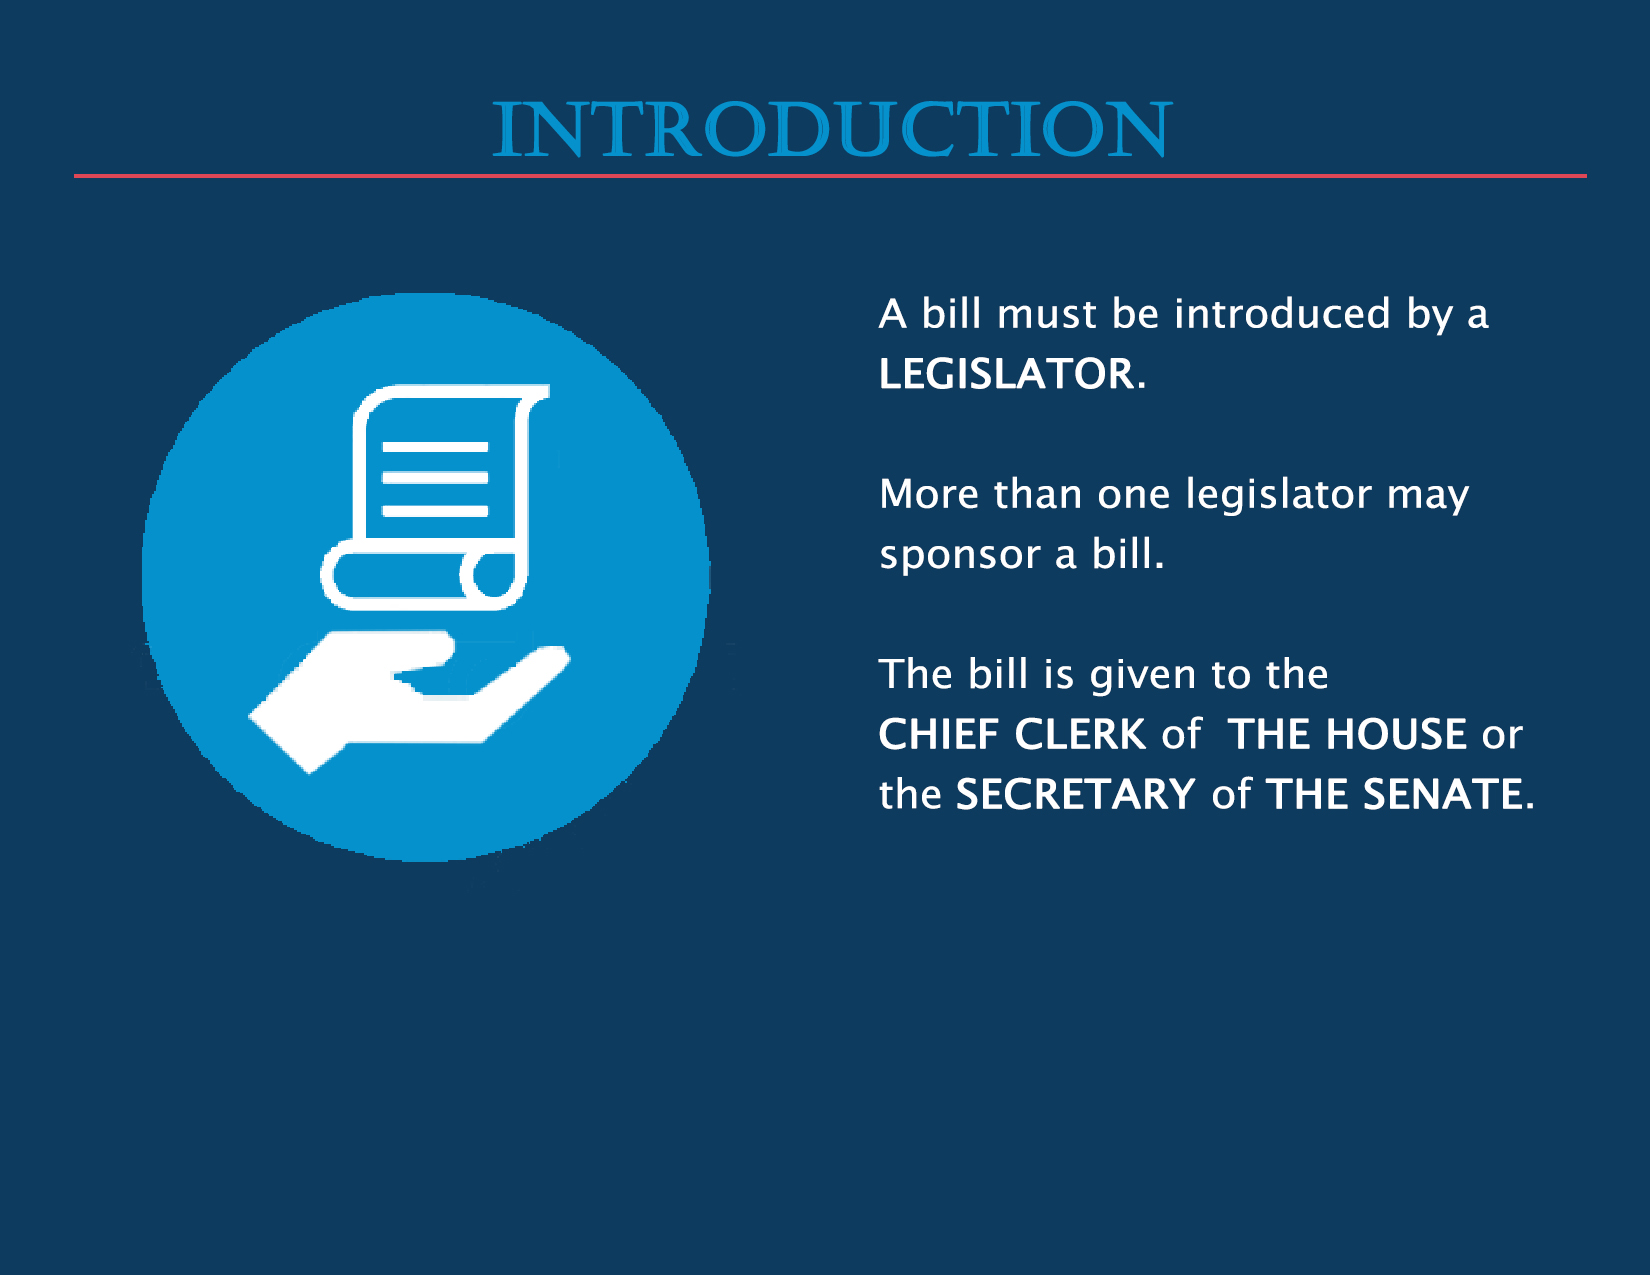 INTRODUCTION
A bill must be introduced by a
LEGISLATOR.
More than one legislator may
sponsor a bill.
The bill is given to the
CHIEF CLERK of THE HOUSE or
the SECRETARY of THE SENATE.